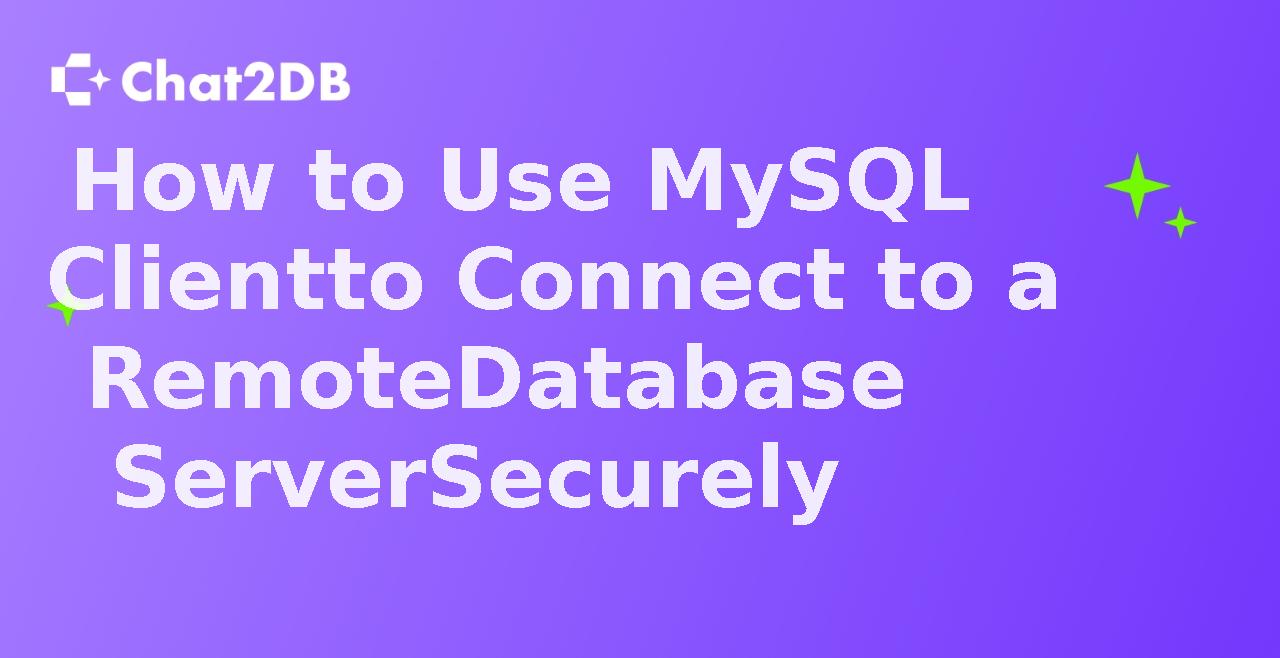 Chat2DB
How to Use MySQL
Clientto Connect to a
RemoteDatabase
ServerSecurely